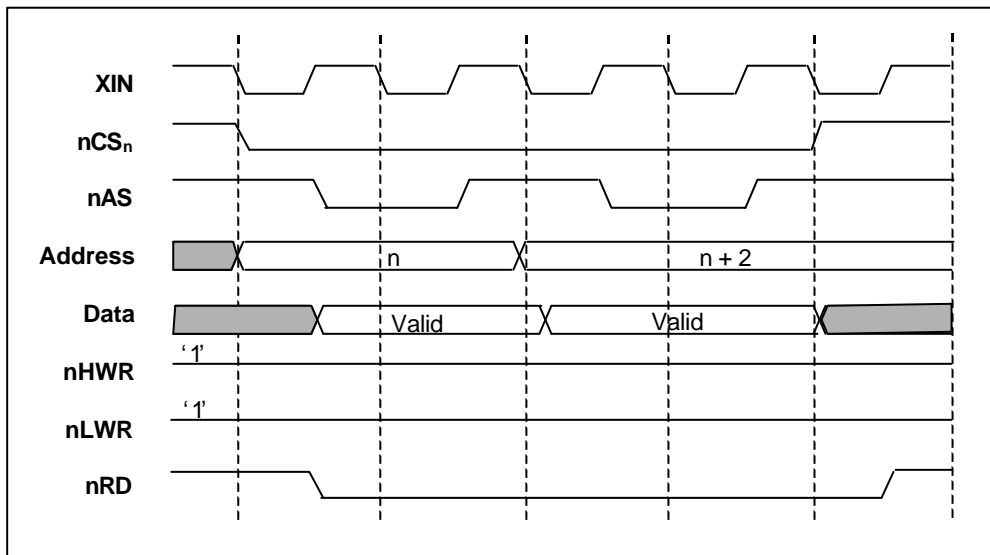 XIN
nCSn
nAS
Address
n
n + 2
Data
Valid
Valid
‘1’
nHWR
‘1’
nLWR
nRD